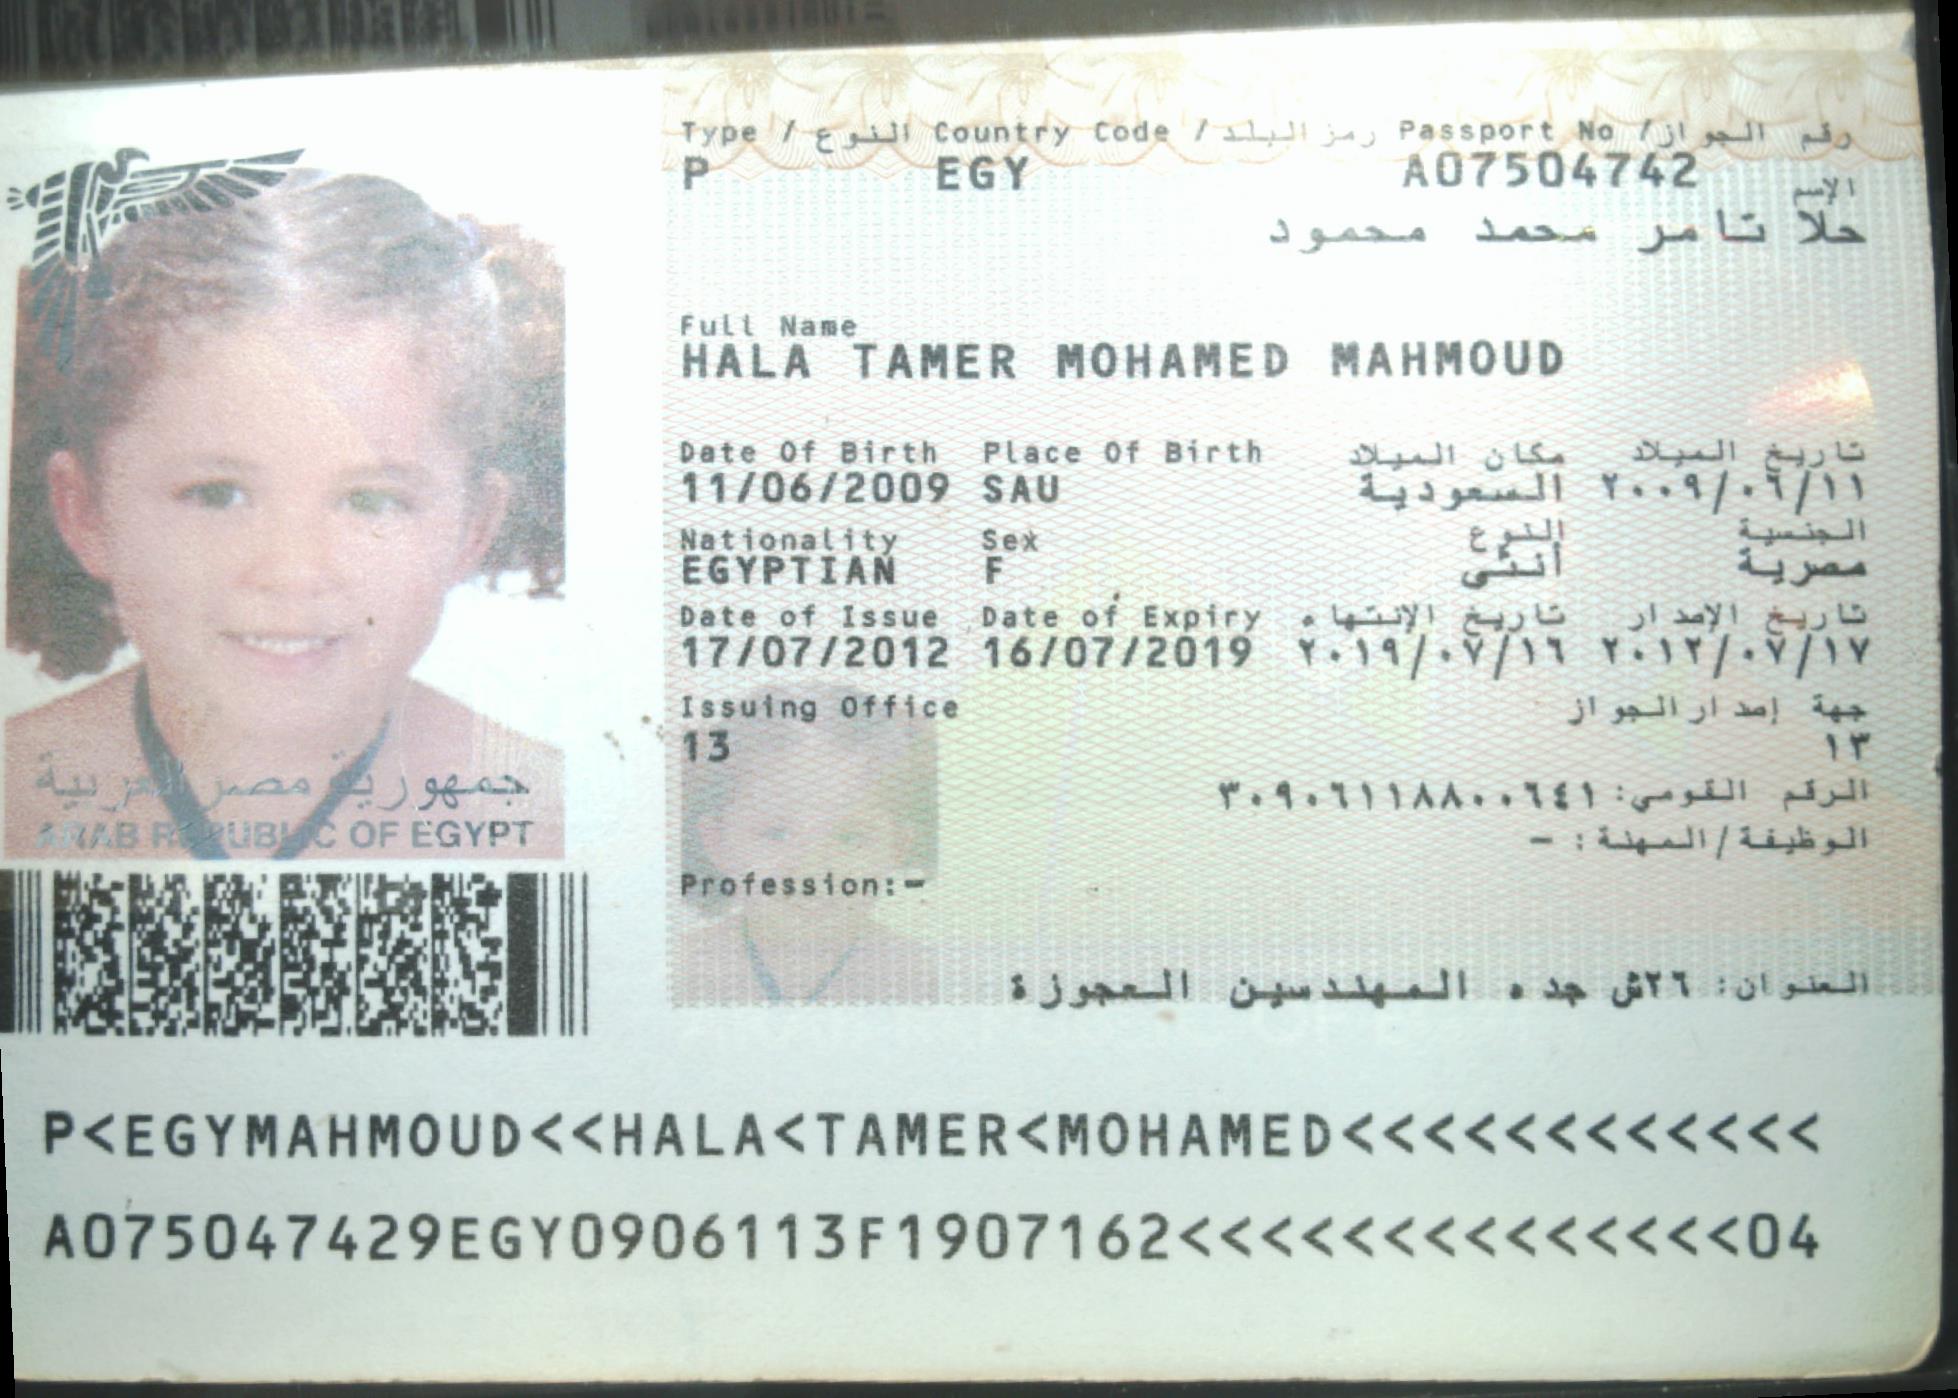 Type / النوع Country Code / رمز البلد Passport No / رقم الجواز
P EGY A07504742
الإسم
حلا تامر محمد محمود
Full Name
HALA TAMER MOHAMED MAHMOUD
Date Of Birth Place Of Birth مكان الميلاد تاريخ الميلاد
11/06/2009 SAU السعودية ٢٠٠٩/٠٦/١١
Nationality Sex النوع الجنسية
EGYPTIAN F أنثى مصرية
Date of Issue Date of Expiry تاريخ الإنتهاء تاريخ الإصدار
17/07/2012 16/07/2019 ٢٠١٩/٠٧/١٦ ٢٠١٢/٠٧/١٧
Issuing Office جهة إصدار الجواز
13 ١٣
الرقم القومي: ٣٠٩٠٦١١٨٨٠٠٦٤١
الوظيفة/المهنة: -
Profession:-
العنوان: ٢٦ش جده المهندسين العجوزة
جمهورية مصر العربية
ARAB REPUBLIC OF EGYPT
P<EGYMAHMOUD<<HALA<TAMER<MOHAMED<<<<<<<<<<<<
A075047429EGY0906113F1907162<<<<<<<<<<<<<<04